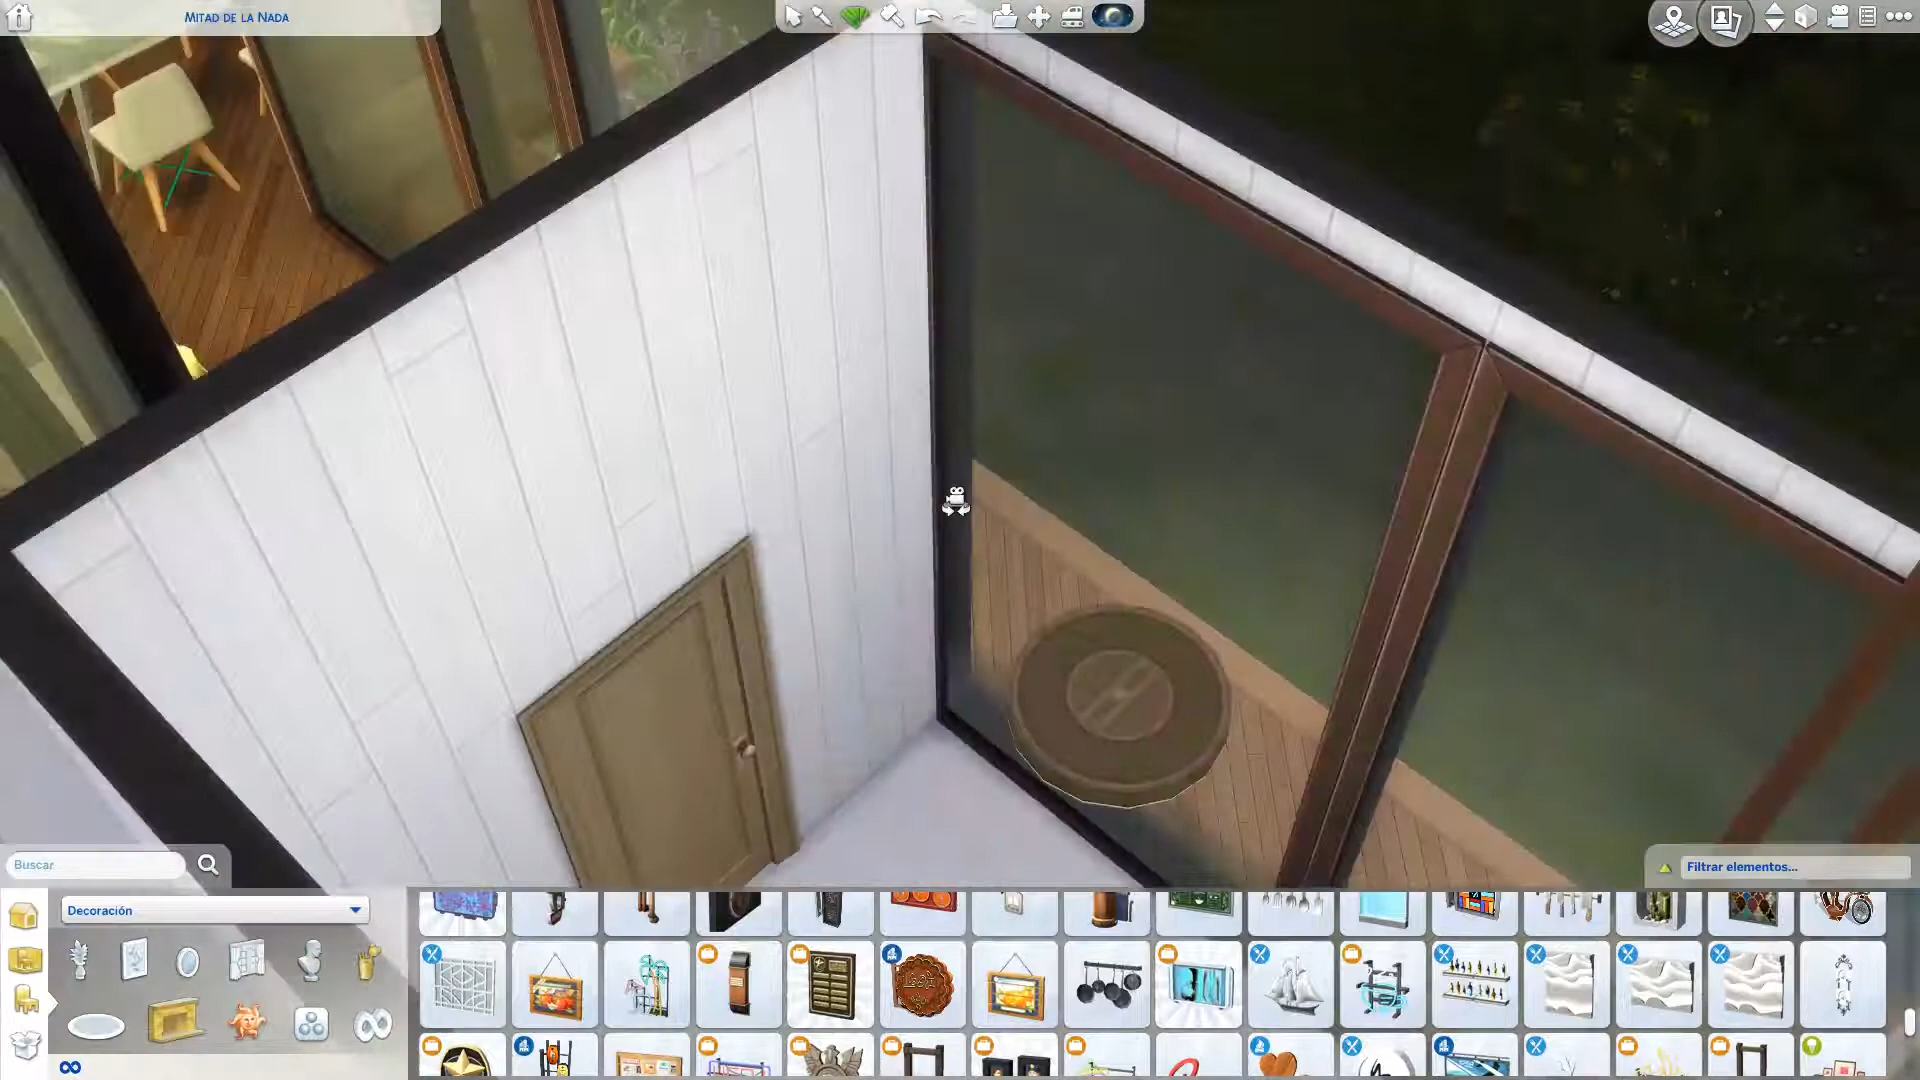 Mitad de la Nada
Buscar
Filtrar elementos...
Decoración